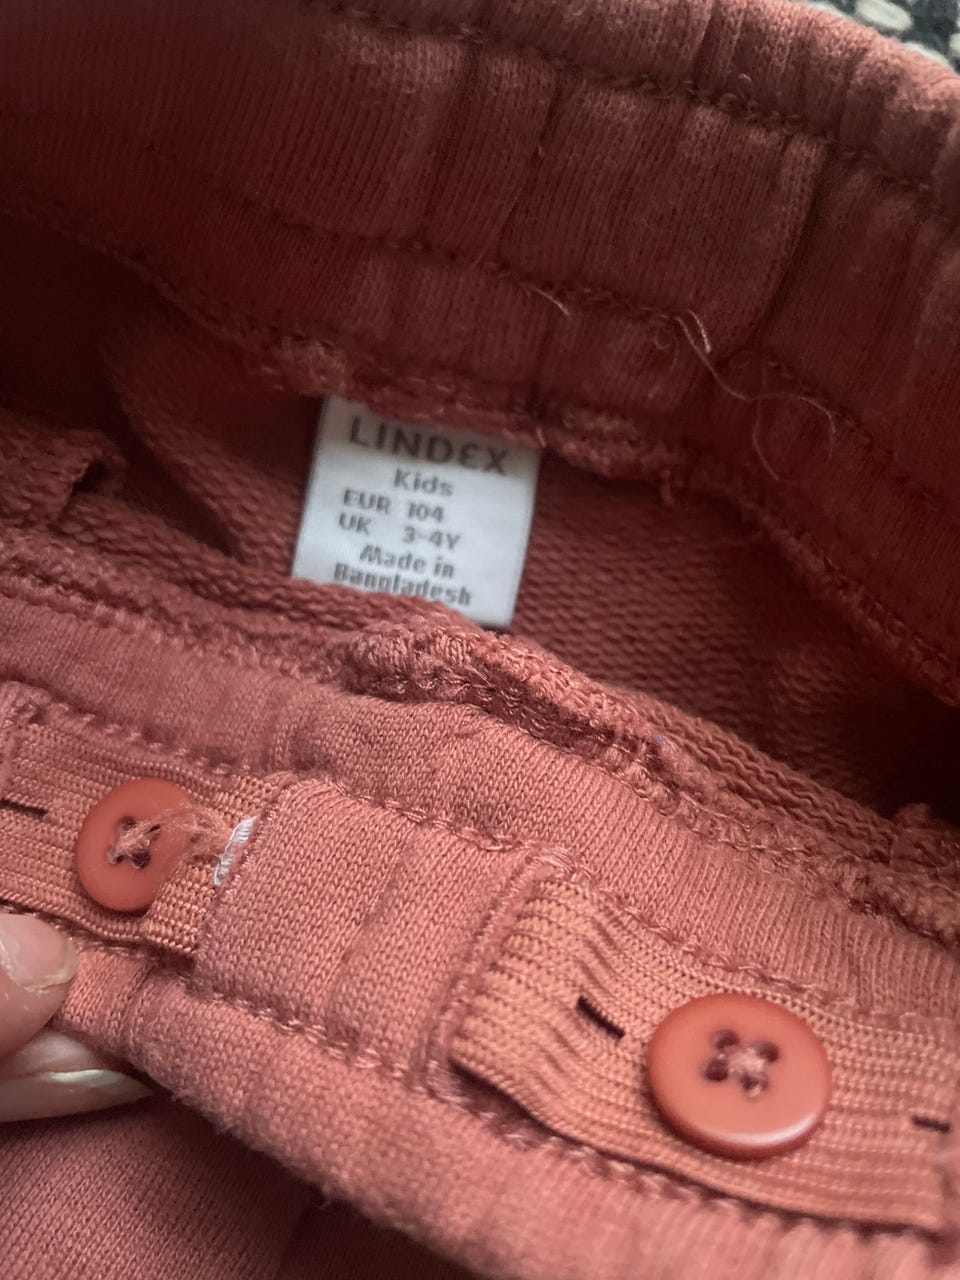 LINDEX
Kids
EUR 104
UK 3-4Y
Made in
Bangladesh